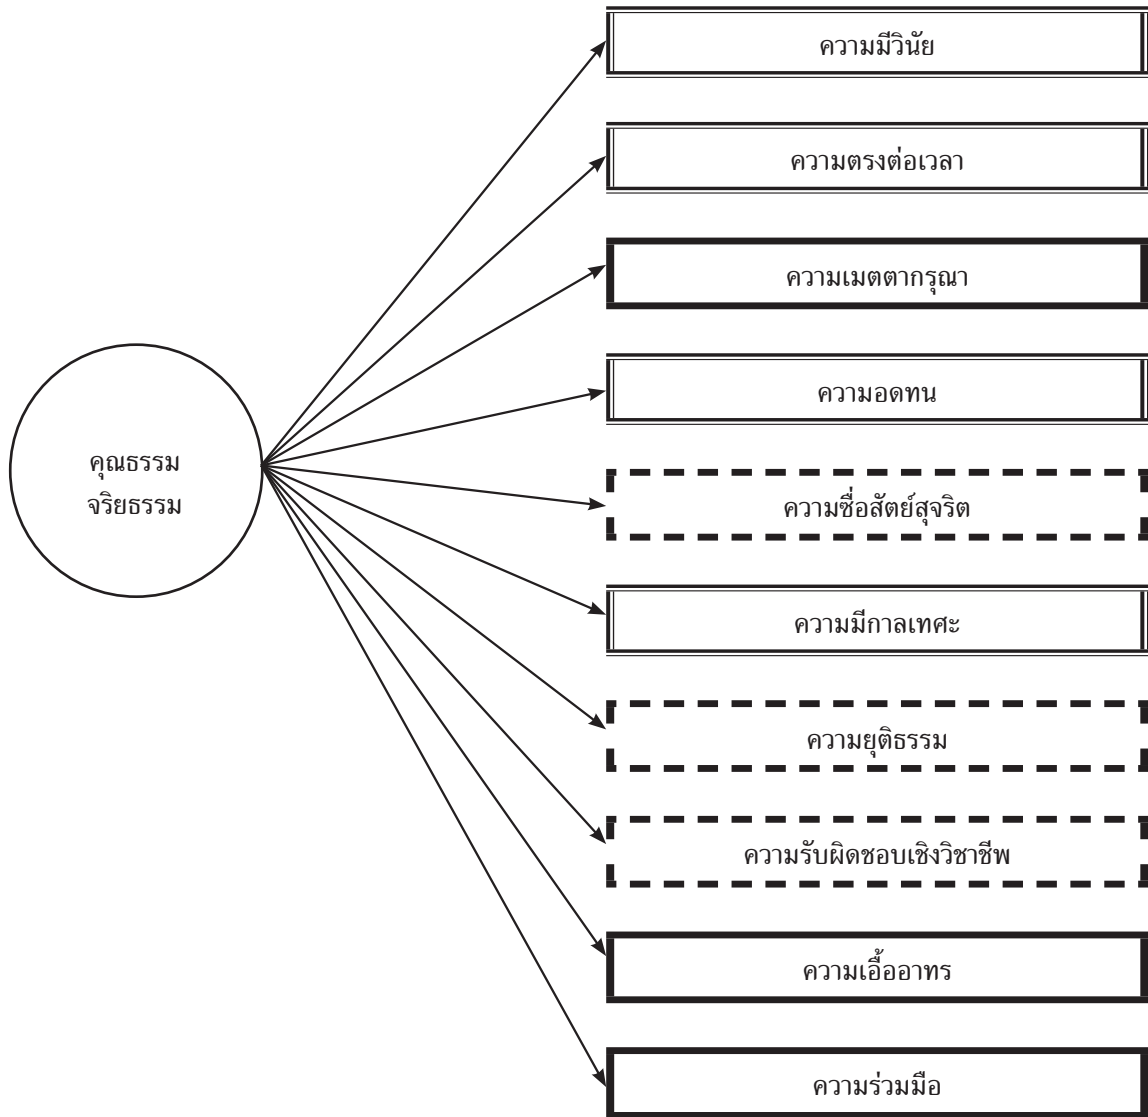 ความมีวินัย
ความตรงต่อเวลา
ความเมตตากรุณา
ความอดทน
คุณธรรม
จริยธรรม
ความซื่อสัตย์สุจริต
ความมีกาลเทศะ
ความยุติธรรม
ความรับผิดชอบเชิงวิชาชีพ
ความเอื้ออาทร
ความร่วมมือ